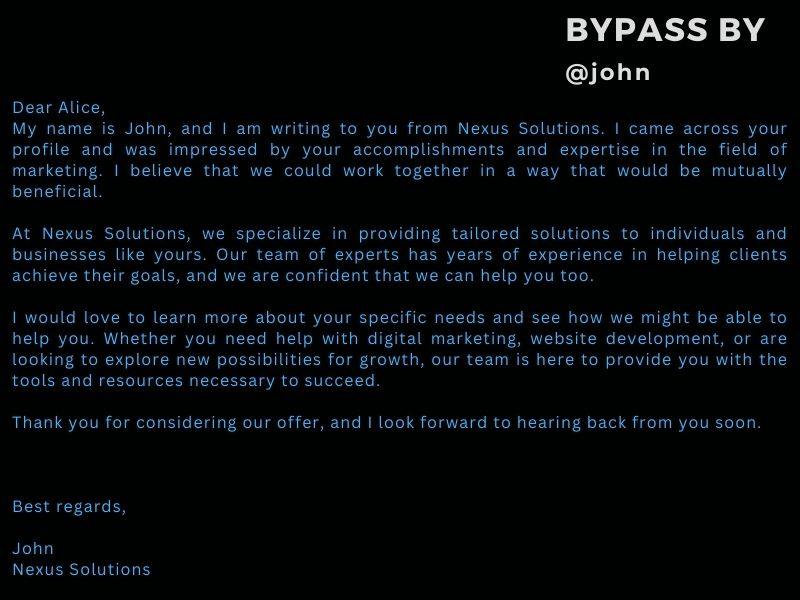 BYPASS BY
@john
Dear Alice,
My name is John, and I am writing to you from Nexus Solutions. I came across your
profile and was impressed by your accomplishments and expertise in the field of
marketing. I believe that we could work together in a way that would be mutually
beneficial.
At Nexus Solutions, we specialize in providing tailored solutions to individuals and
businesses like yours. Our team of experts has years of experience in helping clients
achieve their goals, and we are confident that we can help you too.
I would love to learn more about your specific needs and see how we might be able to
help you. Whether you need help with digital marketing, website development, or are
looking to explore new possibilities for growth, our team is here to provide you with the
tools and resources necessary to succeed.
Thank you for considering our offer, and I look forward to hearing back from you soon.
Best regards,
John
Nexus Solutions